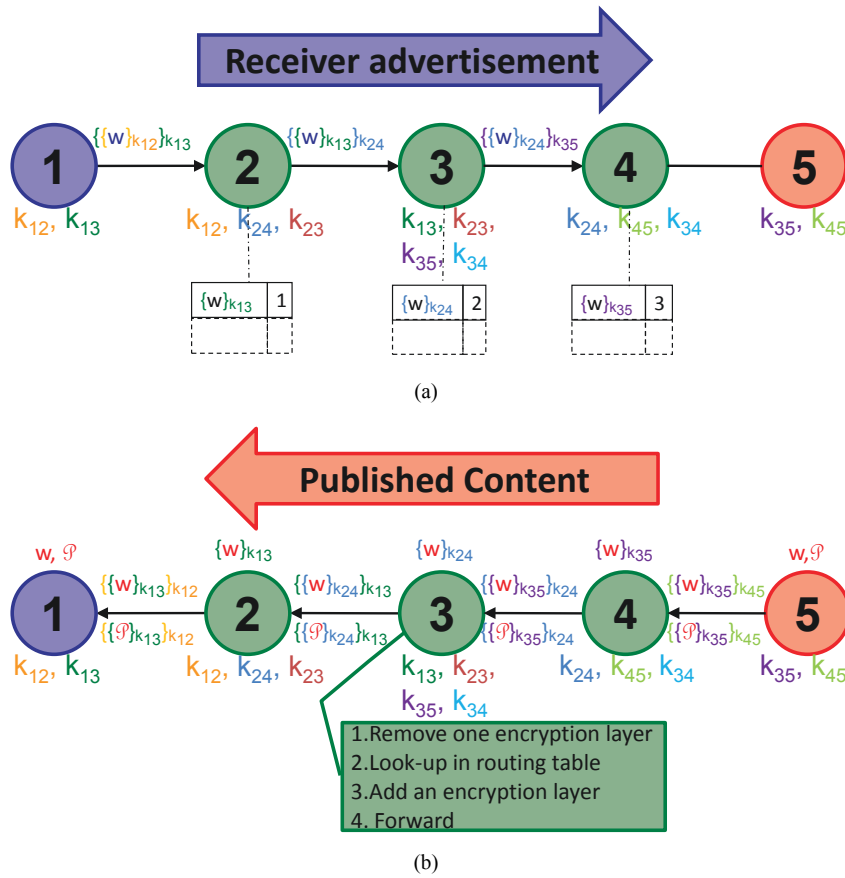 Receiver advertisement
{{w}k12}k13 {{w}k13}k24 {{w}k24}k35
1 2 3 4 5
k12, k13 k12, k24, k23 k13, k23, k24, k45, k34 k35, k45
k35, k34
{w}k13 1 {w}k24 2 {w}k35 3
(a)
Published Content
w, 𝒫 {w}k13 {w}k24 {w}k35 w,𝒫
{{w}k13}k12 {{w}k24}k13 {{w}k35}k24 {{w}k35}k45
1 2 3 4 5
{{𝒫}k13}k12 {{𝒫}k24}k13 {{𝒫}k35}k24 {{𝒫}k35}k45
k12, k13 k12, k24, k23 k13, k23, k24, k45, k34 k35, k45
k35, k34
1.Remove one encryption layer
2.Look-up in routing table
3.Add an encryption layer
4. Forward
(b)